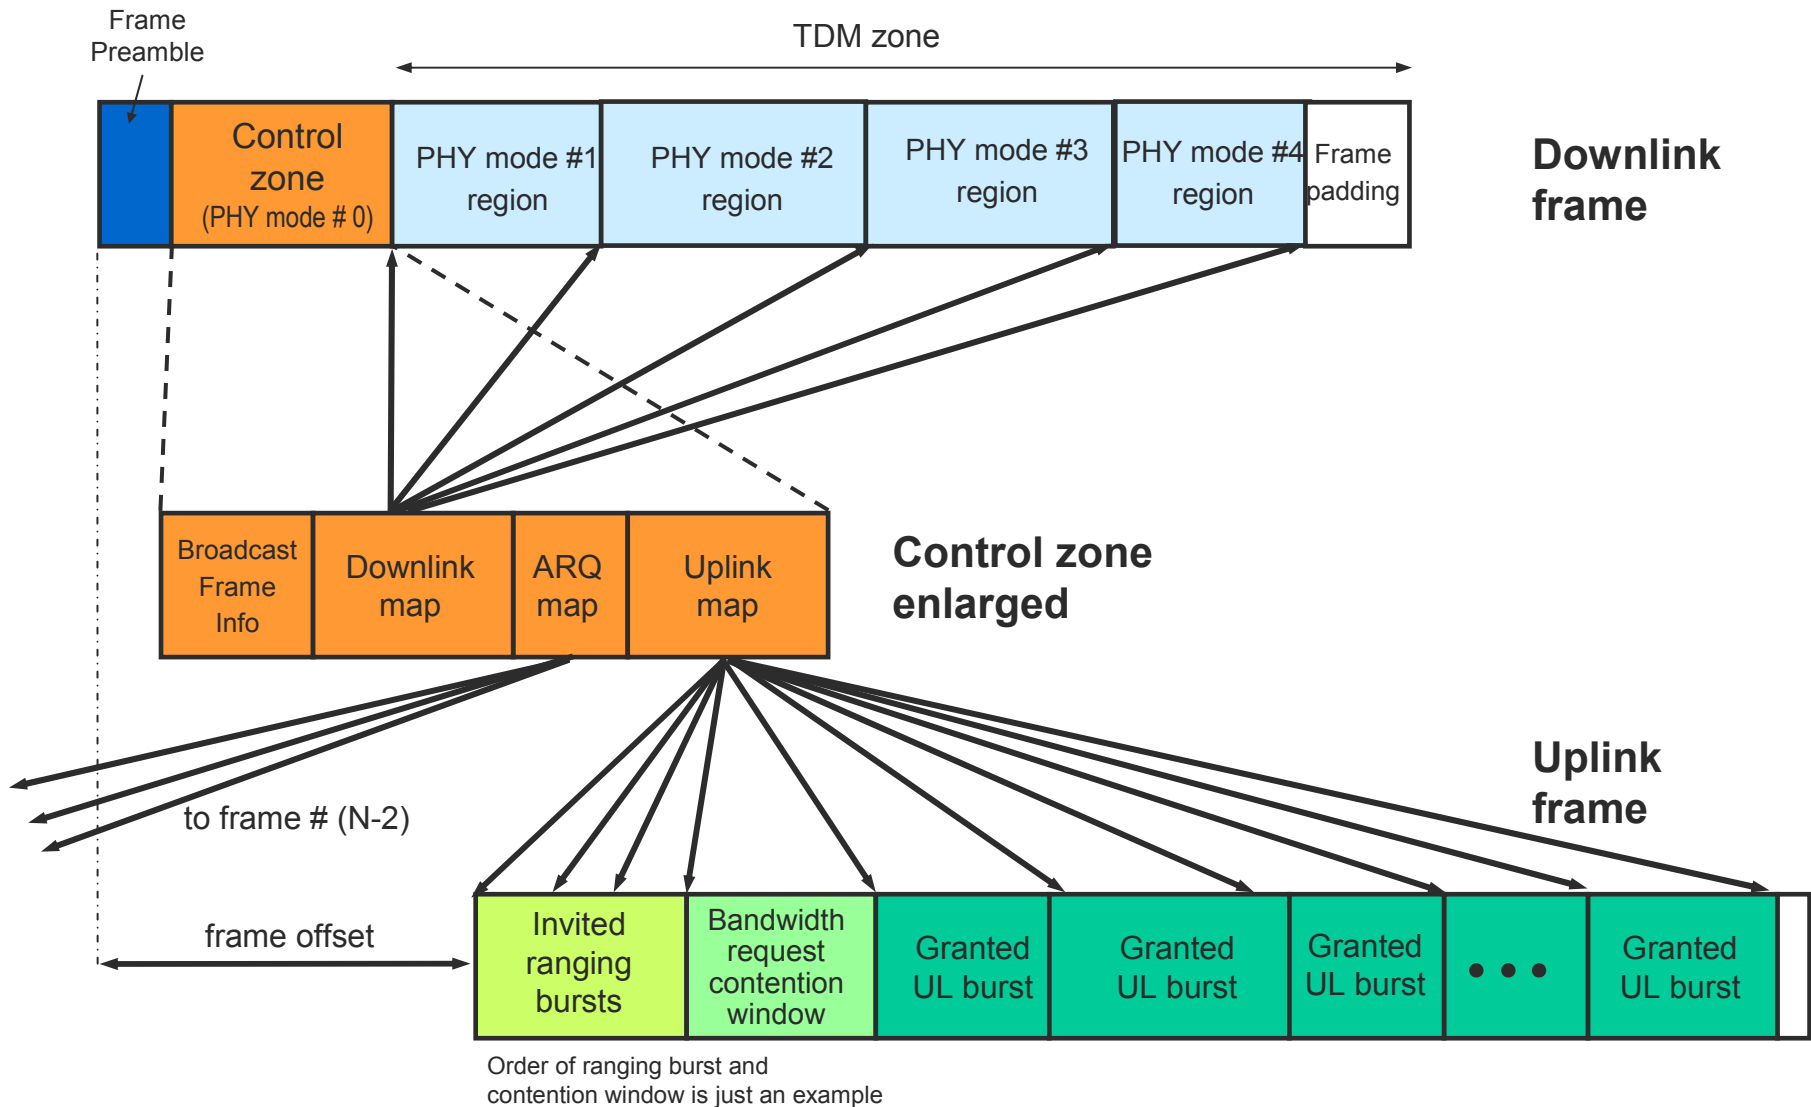 Frame
Preamble
TDM zone
Control
zone
(PHY mode # 0)
PHY mode #1
region
PHY mode #2
region
PHY mode #3
region
PHY mode #4
region
Frame
padding
Downlink
frame
Broadcast
Frame
Info
Downlink
map
ARQ
map
Uplink
map
Control zone
enlarged
to frame # (N-2)
Uplink
frame
frame offset
Invited
ranging
bursts
Bandwidth
request
contention
window
Granted
UL burst
Granted
UL burst
Granted
UL burst
• • •
Granted
UL burst
Order of ranging burst and
contention window is just an example